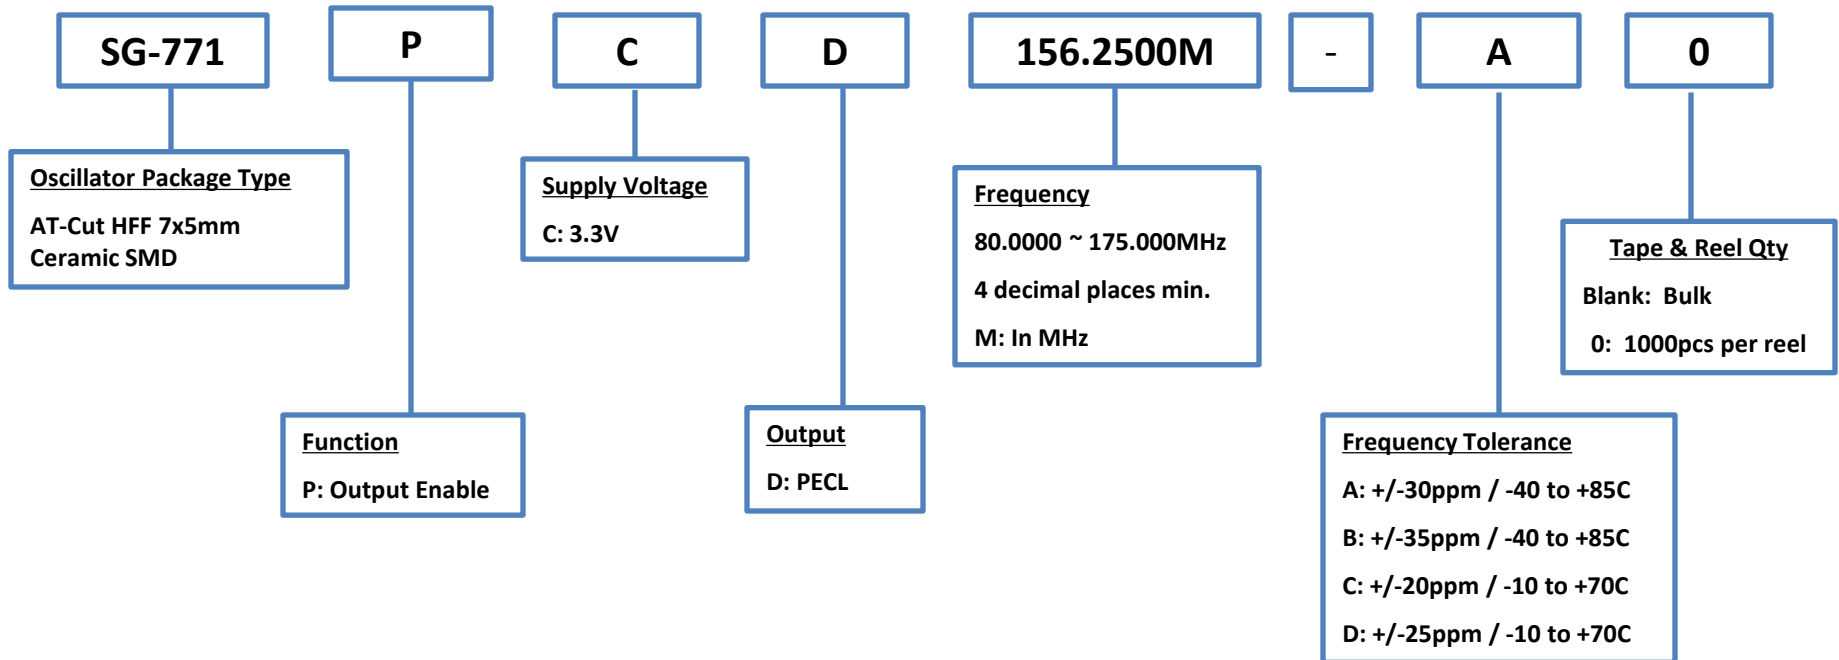 SG-771
P
C
D
156.2500M
-
A
0
Oscillator Package Type
AT-Cut HFF 7x5mm
Ceramic SMD
Function
P: Output Enable
Supply Voltage
C: 3.3V
Output
D: PECL
Frequency
80.0000 ~ 175.000MHz
4 decimal places min.
M: In MHz
Frequency Tolerance
A: +/-30ppm / -40 to +85C
B: +/-35ppm / -40 to +85C
C: +/-20ppm / -10 to +70C
D: +/-25ppm / -10 to +70C
Tape & Reel Qty
Blank: Bulk
0: 1000pcs per reel